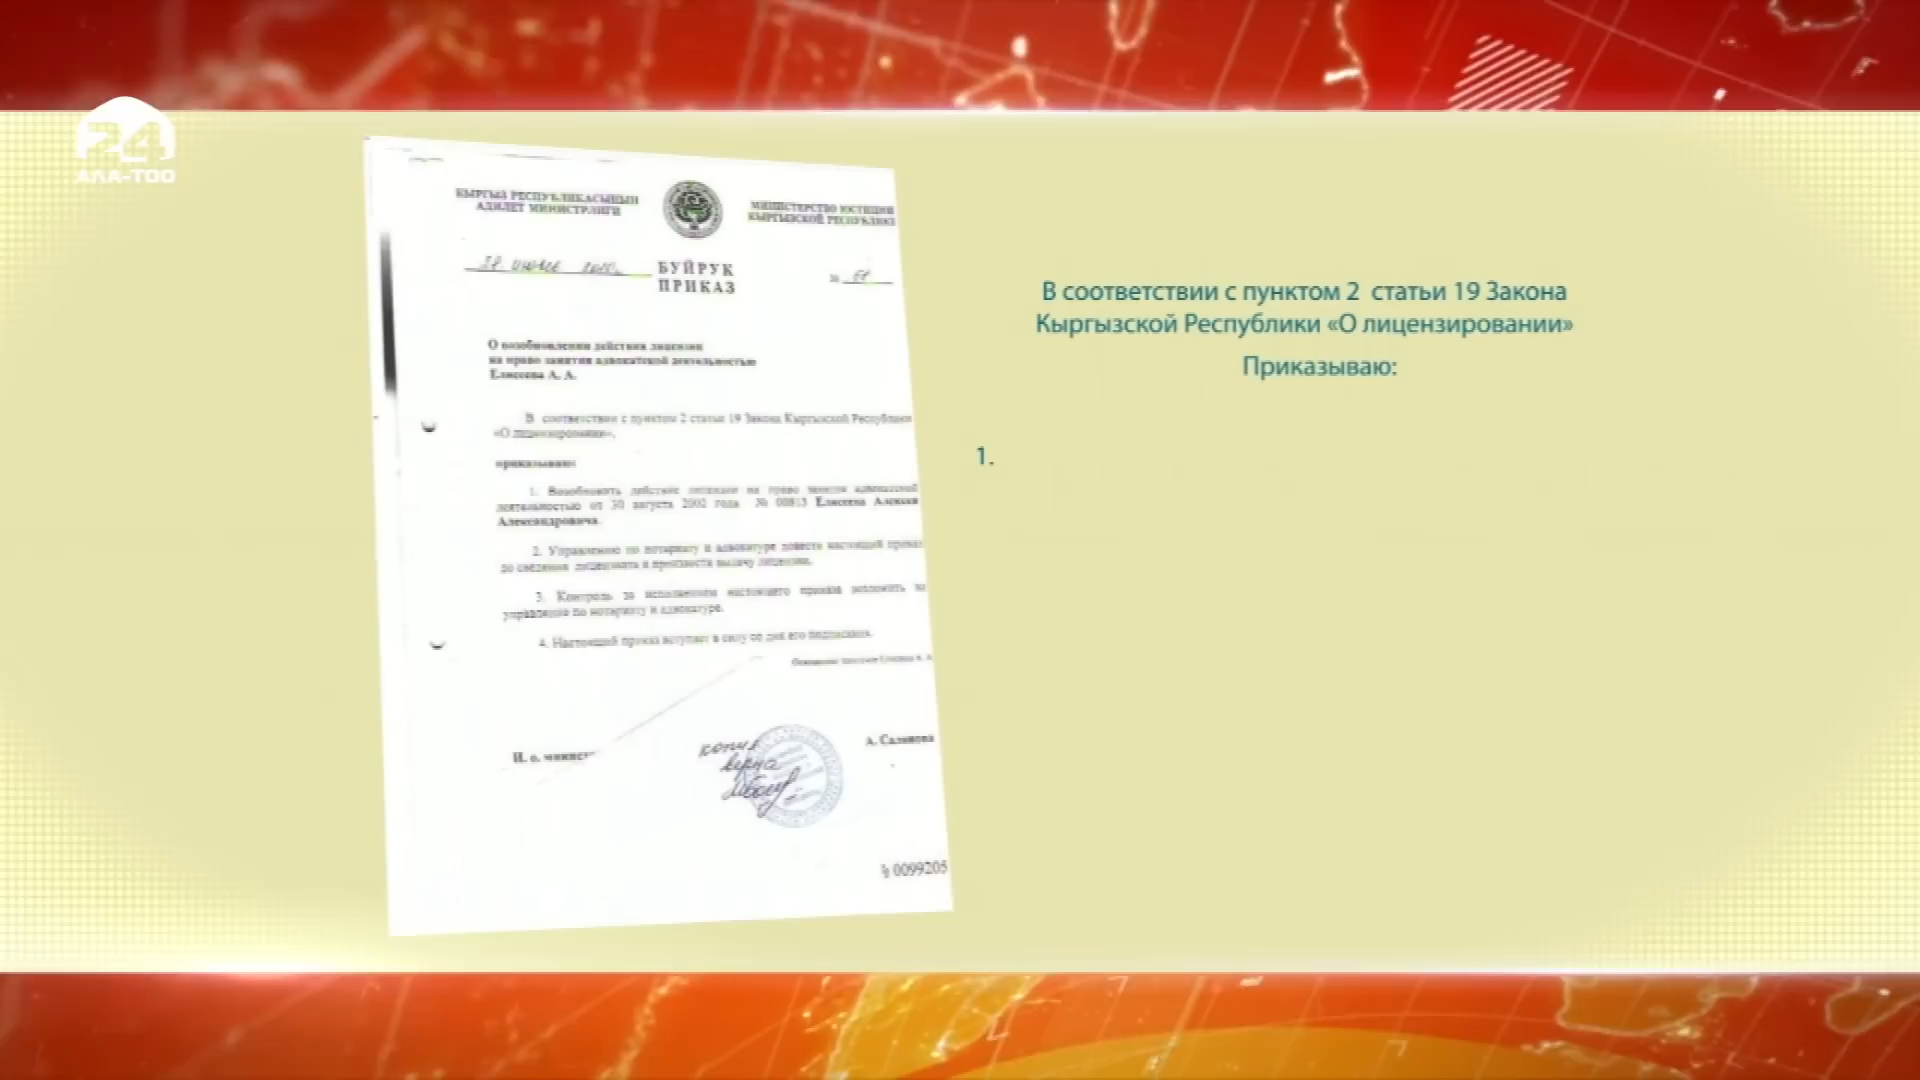 24
АЛА-ТОО
КЫРГЫЗ РЕСПУБЛИКАСЫНЫН
АДИЛЕТ МИНИСТРЛИГИ
МИНИСТЕРСТВО ЮСТИЦИИ
КЫРГЫЗСКОЙ РЕСПУБЛИКИ
БУЙРУК
ПРИКАЗ
№
О возобновлении действия лицензии
на право занятия адвокатской деятельностью
Елисеева А. А.
В соответствии с пунктом 2 статьи 19 Закона Кыргызской Республики
«О лицензировании»,
приказываю:
1. Возобновить действие лицензии на право занятия адвокатской
деятельностью от 30 августа 2002 года № 00813 Елисеева Алексея
Александровича.
2. Управлению по нотариату и адвокатуре довести настоящий приказ
до сведения лицензиата и произвести выдачу лицензии.
3. Контроль за исполнением настоящего приказа возложить на
управление по нотариату и адвокатуре.
4. Настоящий приказ вступает в силу со дня его подписания.
И. о. минист
А. Салянова
копия
верна
0099205
В соответствии с пунктом 2 статьи 19 Закона
Кыргызской Республики «О лицензировании»
Приказываю:
1.